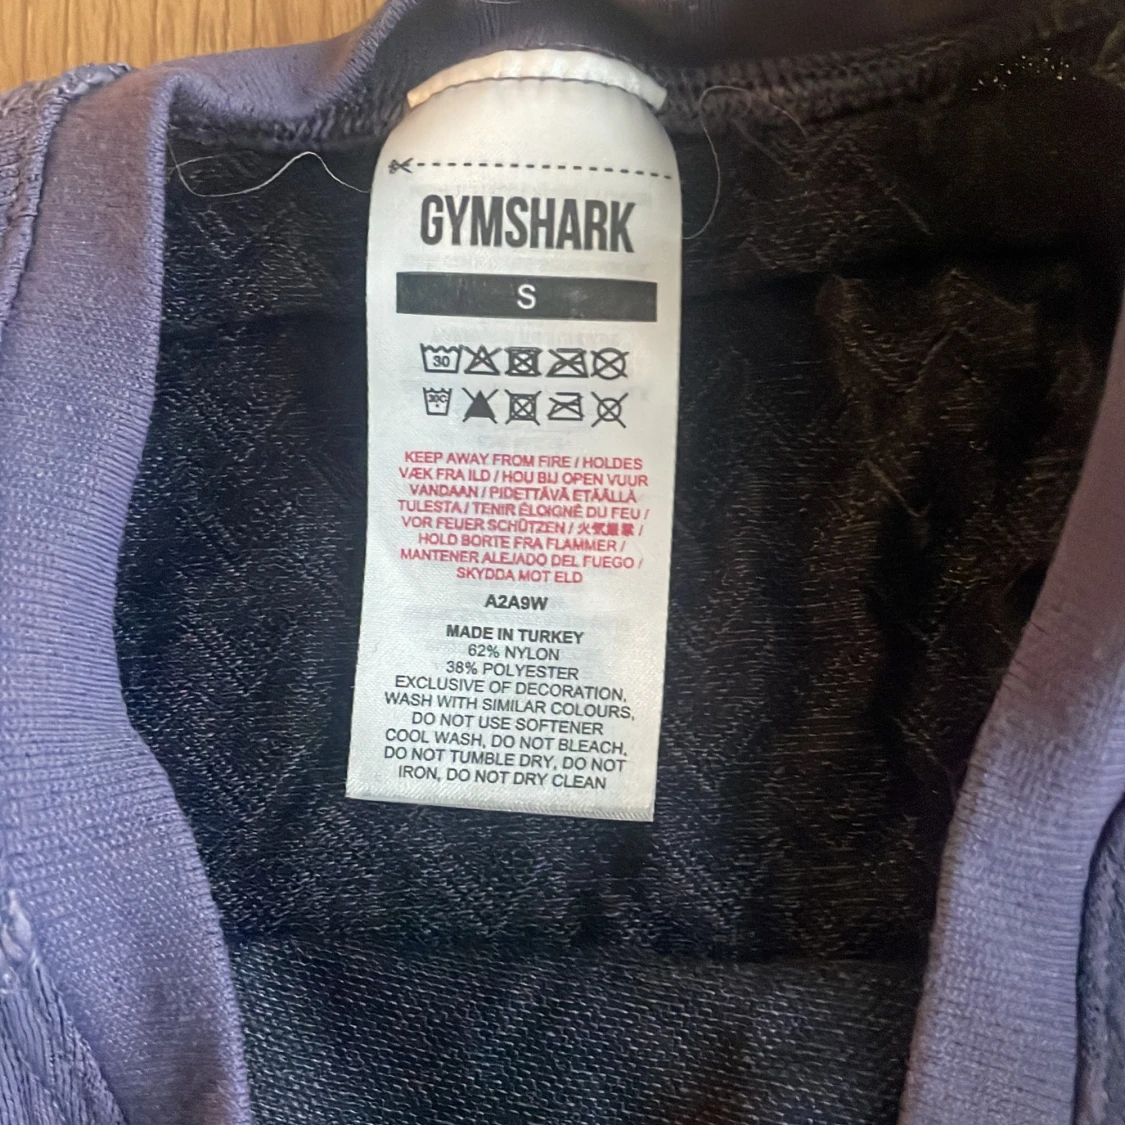 GYMSHARK
S
30
30C
KEEP AWAY FROM FIRE / HOLDES
VÆK FRA ILD / HOU BIJ OPEN VUUR
VANDAAN / PIDETTÄVÄ ETÄÄLLÄ
TULESTA / TENIR ÉLOIGNÉ DU FEU /
VOR FEUER SCHÜTZEN / 火気厳禁 /
HOLD BORTE FRA FLAMMER /
MANTENER ALEJADO DEL FUEGO /
SKYDDA MOT ELD
A2A9W
MADE IN TURKEY
62% NYLON
38% POLYESTER
EXCLUSIVE OF DECORATION,
WASH WITH SIMILAR COLOURS,
DO NOT USE SOFTENER
COOL WASH, DO NOT BLEACH,
DO NOT TUMBLE DRY, DO NOT
IRON, DO NOT DRY CLEAN